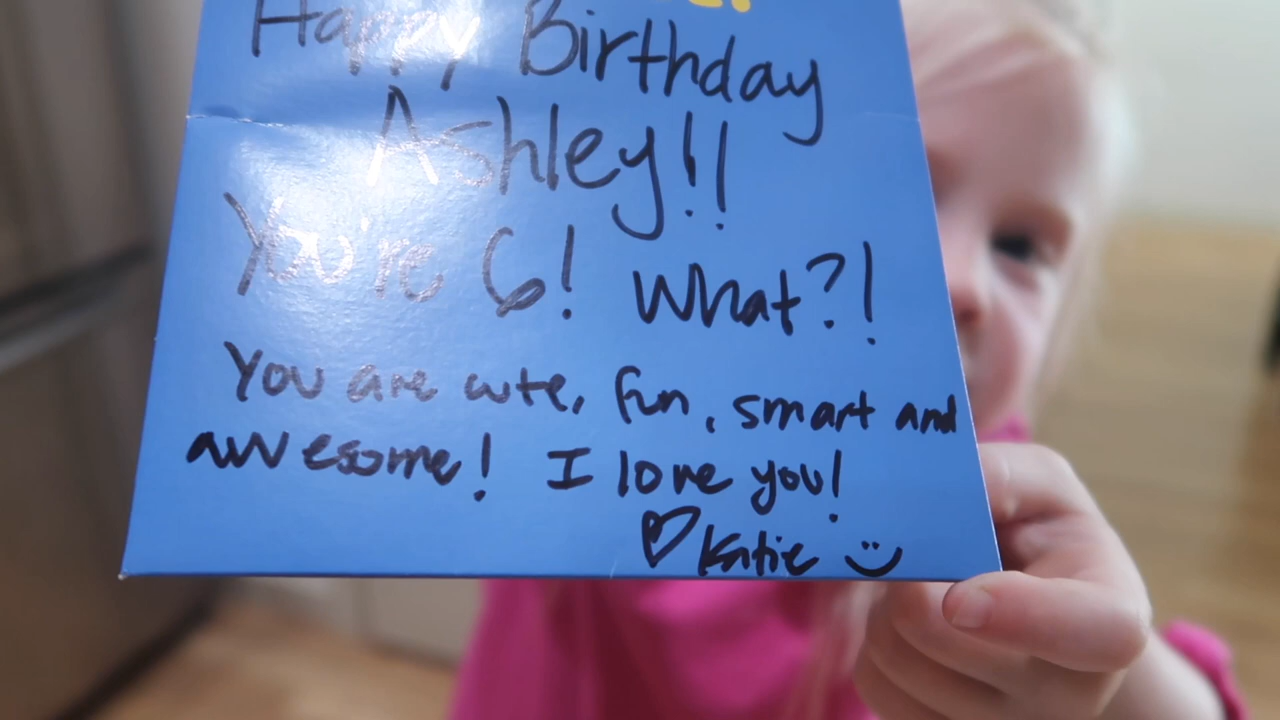 Happy Birthday
Ashley!!
You're 6! What?!
You are cute, fun, smart and
awesome! I love you!
♡ Katie :)